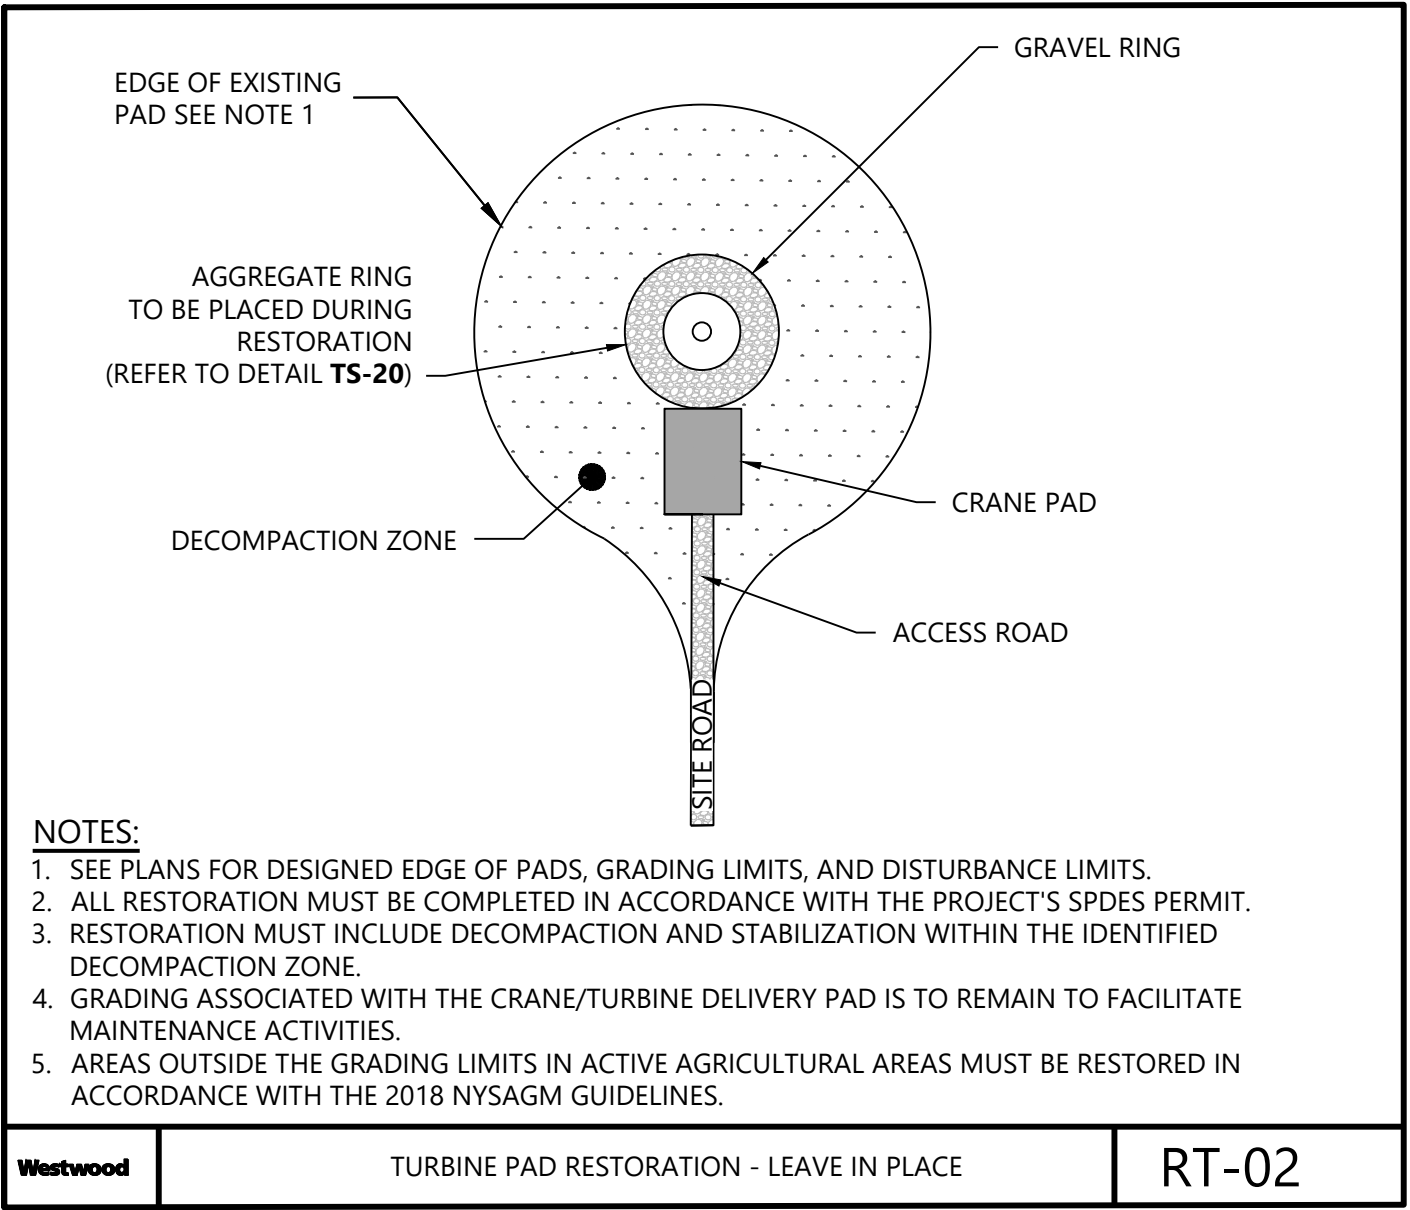 GRAVEL RING
EDGE OF EXISTING
PAD SEE NOTE 1
AGGREGATE RING
TO BE PLACED DURING
RESTORATION
(REFER TO DETAIL TS-20)
CRANE PAD
DECOMPACTION ZONE
ACCESS ROAD
SITE ROAD
NOTES:
1. SEE PLANS FOR DESIGNED EDGE OF PADS, GRADING LIMITS, AND DISTURBANCE LIMITS.
2. ALL RESTORATION MUST BE COMPLETED IN ACCORDANCE WITH THE PROJECT'S SPDES PERMIT.
3. RESTORATION MUST INCLUDE DECOMPACTION AND STABILIZATION WITHIN THE IDENTIFIED
DECOMPACTION ZONE.
4. GRADING ASSOCIATED WITH THE CRANE/TURBINE DELIVERY PAD IS TO REMAIN TO FACILITATE
MAINTENANCE ACTIVITIES.
5. AREAS OUTSIDE THE GRADING LIMITS IN ACTIVE AGRICULTURAL AREAS MUST BE RESTORED IN
ACCORDANCE WITH THE 2018 NYSAGM GUIDELINES.
Westwood
TURBINE PAD RESTORATION - LEAVE IN PLACE
RT-02